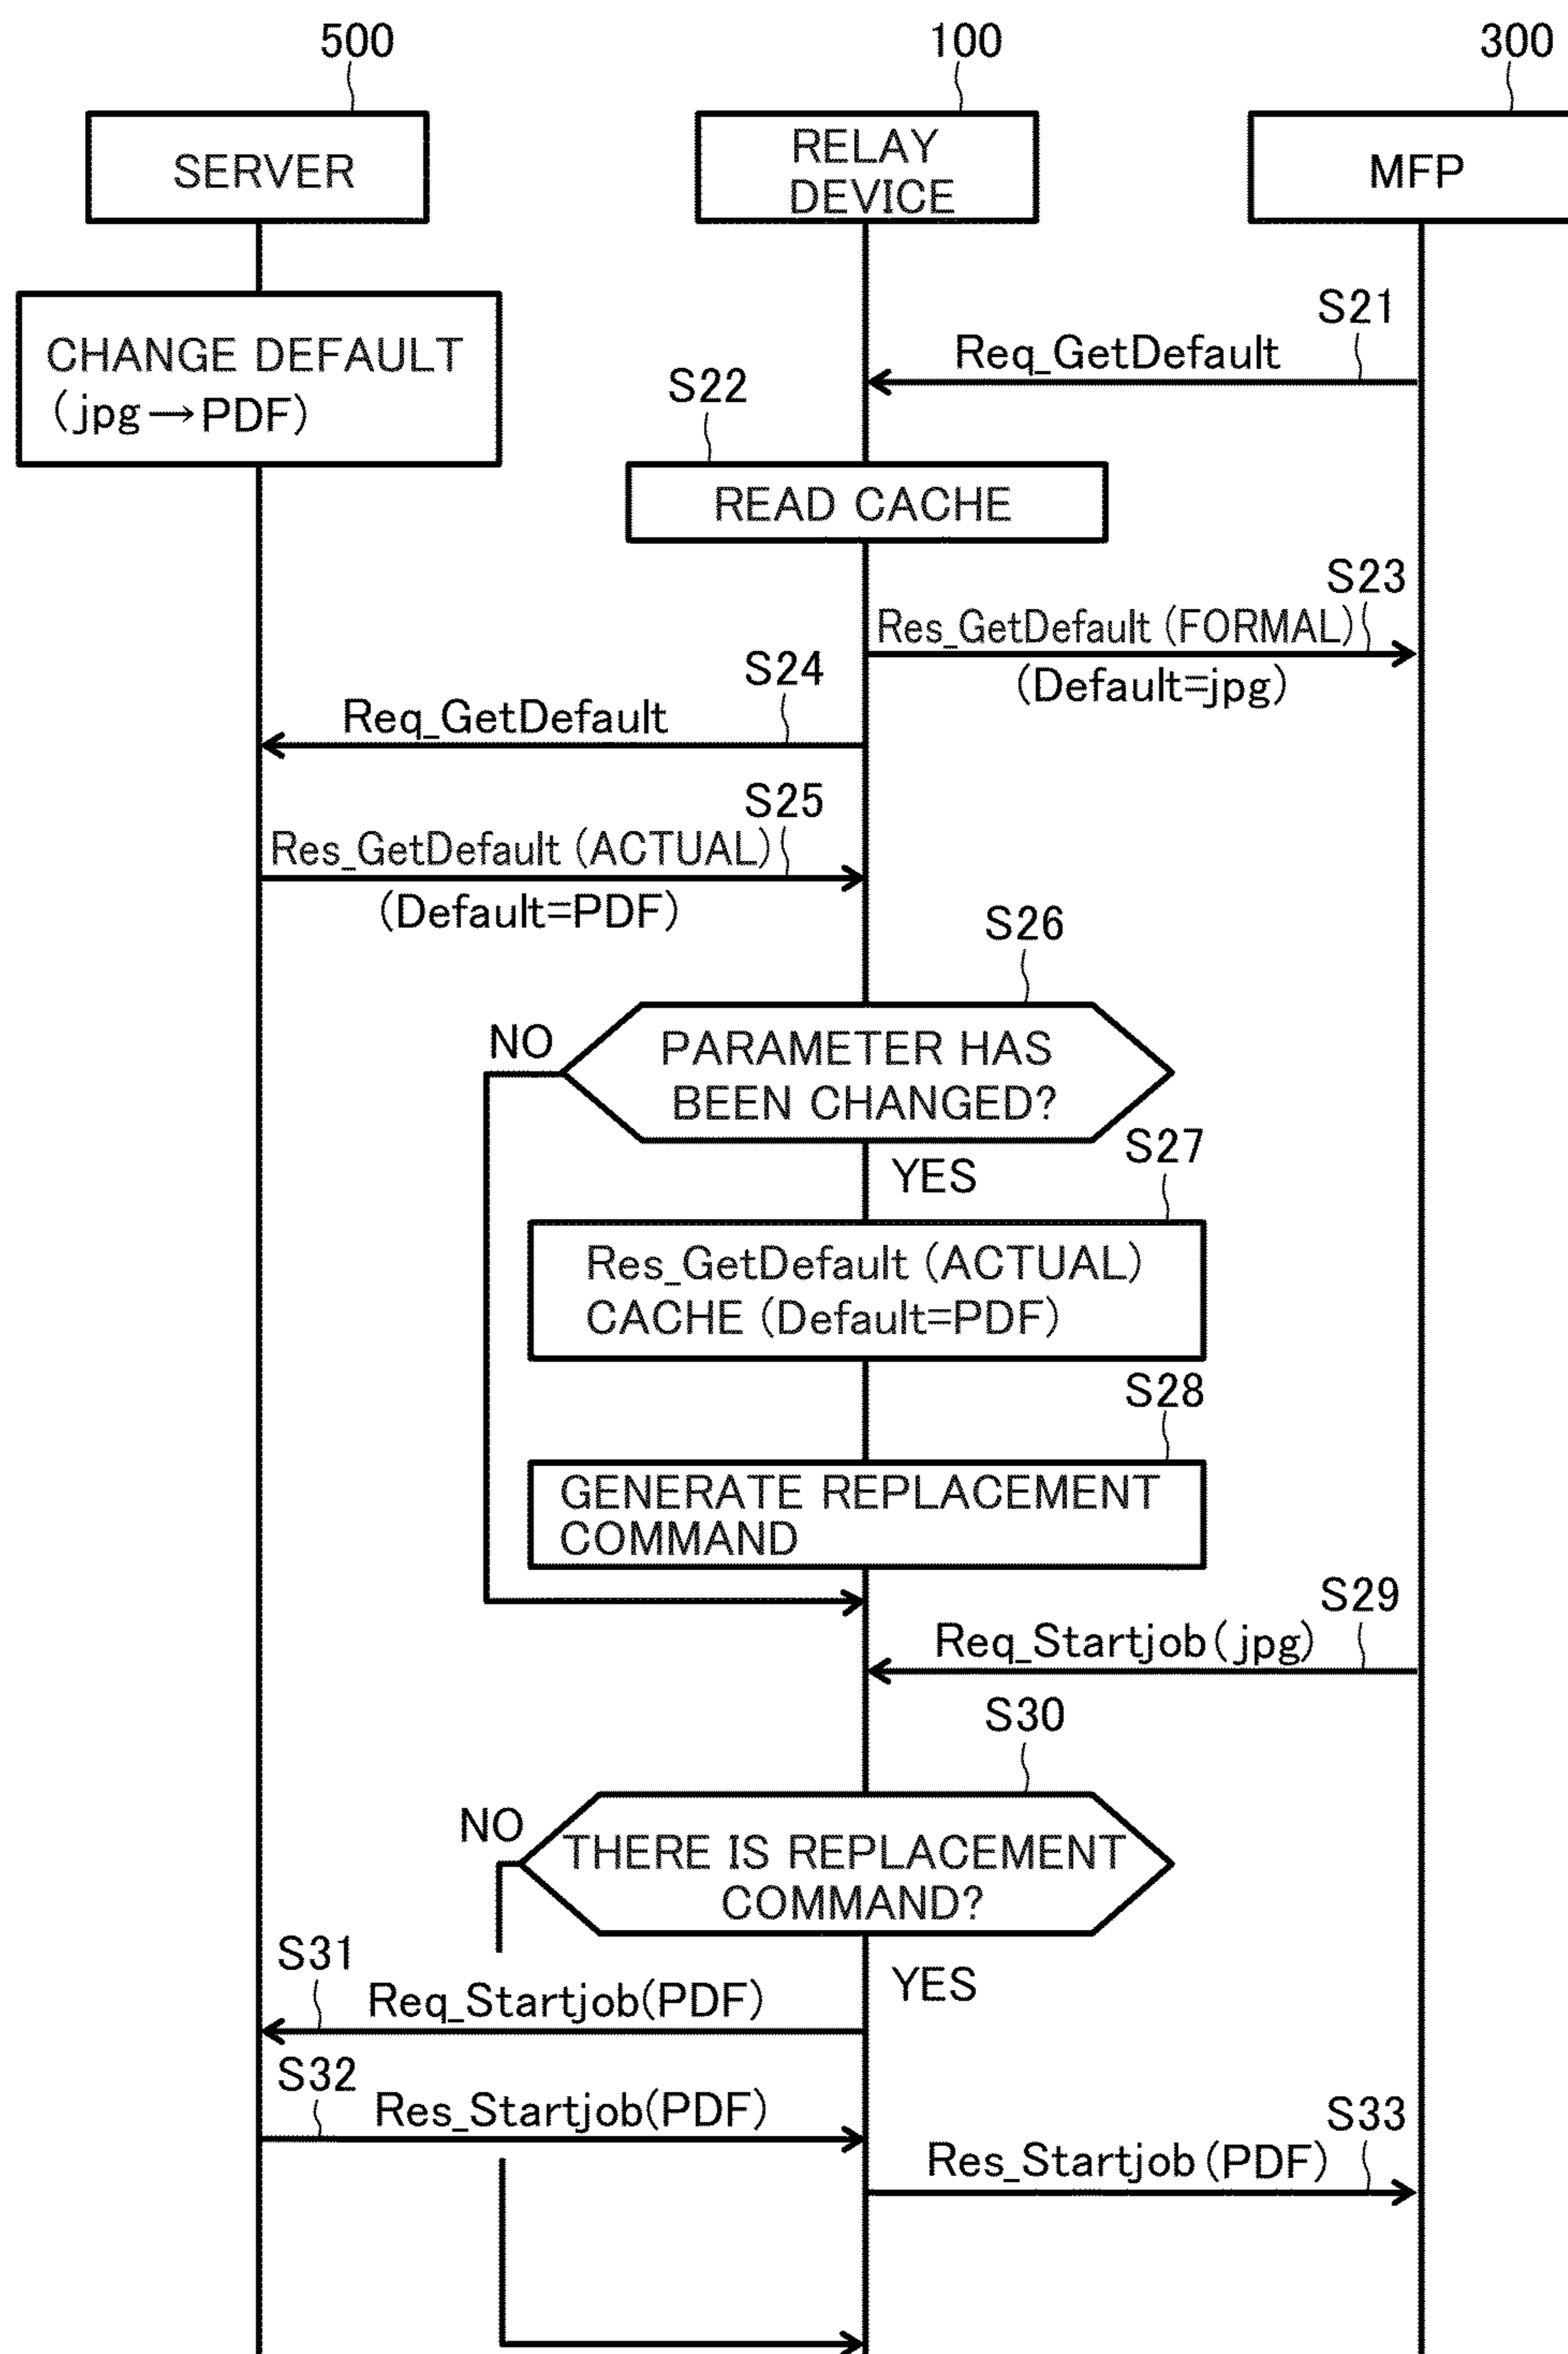 500
100
300
SERVER
RELAY
DEVICE
MFP
CHANGE DEFAULT
(jpg→PDF)
S21
Req_GetDefault
S22
READ CACHE
S23
Res_GetDefault (FORMAL)
(Default=jpg)
S24
Req_GetDefault
S25
Res_GetDefault (ACTUAL)
(Default=PDF)
S26
NO
PARAMETER HAS
BEEN CHANGED?
YES
S27
Res_GetDefault (ACTUAL)
CACHE (Default=PDF)
S28
GENERATE REPLACEMENT
COMMAND
S29
Req_Startjob(jpg)
S30
NO
THERE IS REPLACEMENT
COMMAND?
YES
S31
Req_Startjob(PDF)
S32
Res_Startjob(PDF)
S33
Res_Startjob(PDF)